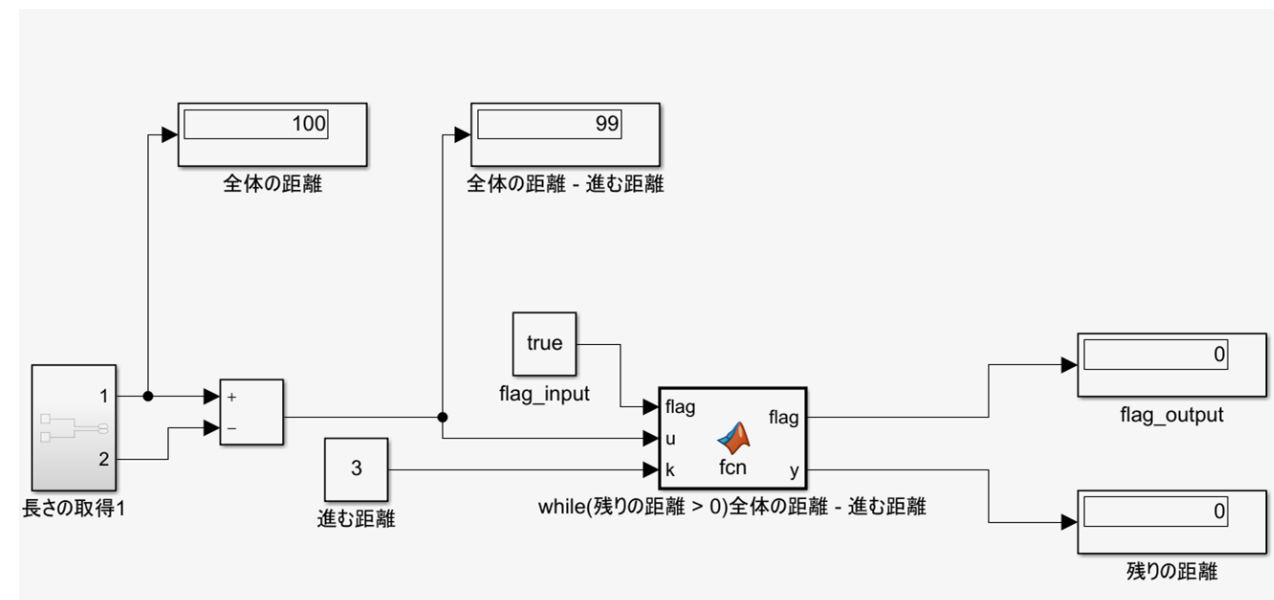 100
全体の距離
99
全体の距離 - 進む距離
true
flag_input
1
2
長さの取得1
+
−
3
進む距離
flag
u
k
fcn
flag
y
while(残りの距離 > 0)全体の距離 - 進む距離
0
flag_output
0
残りの距離